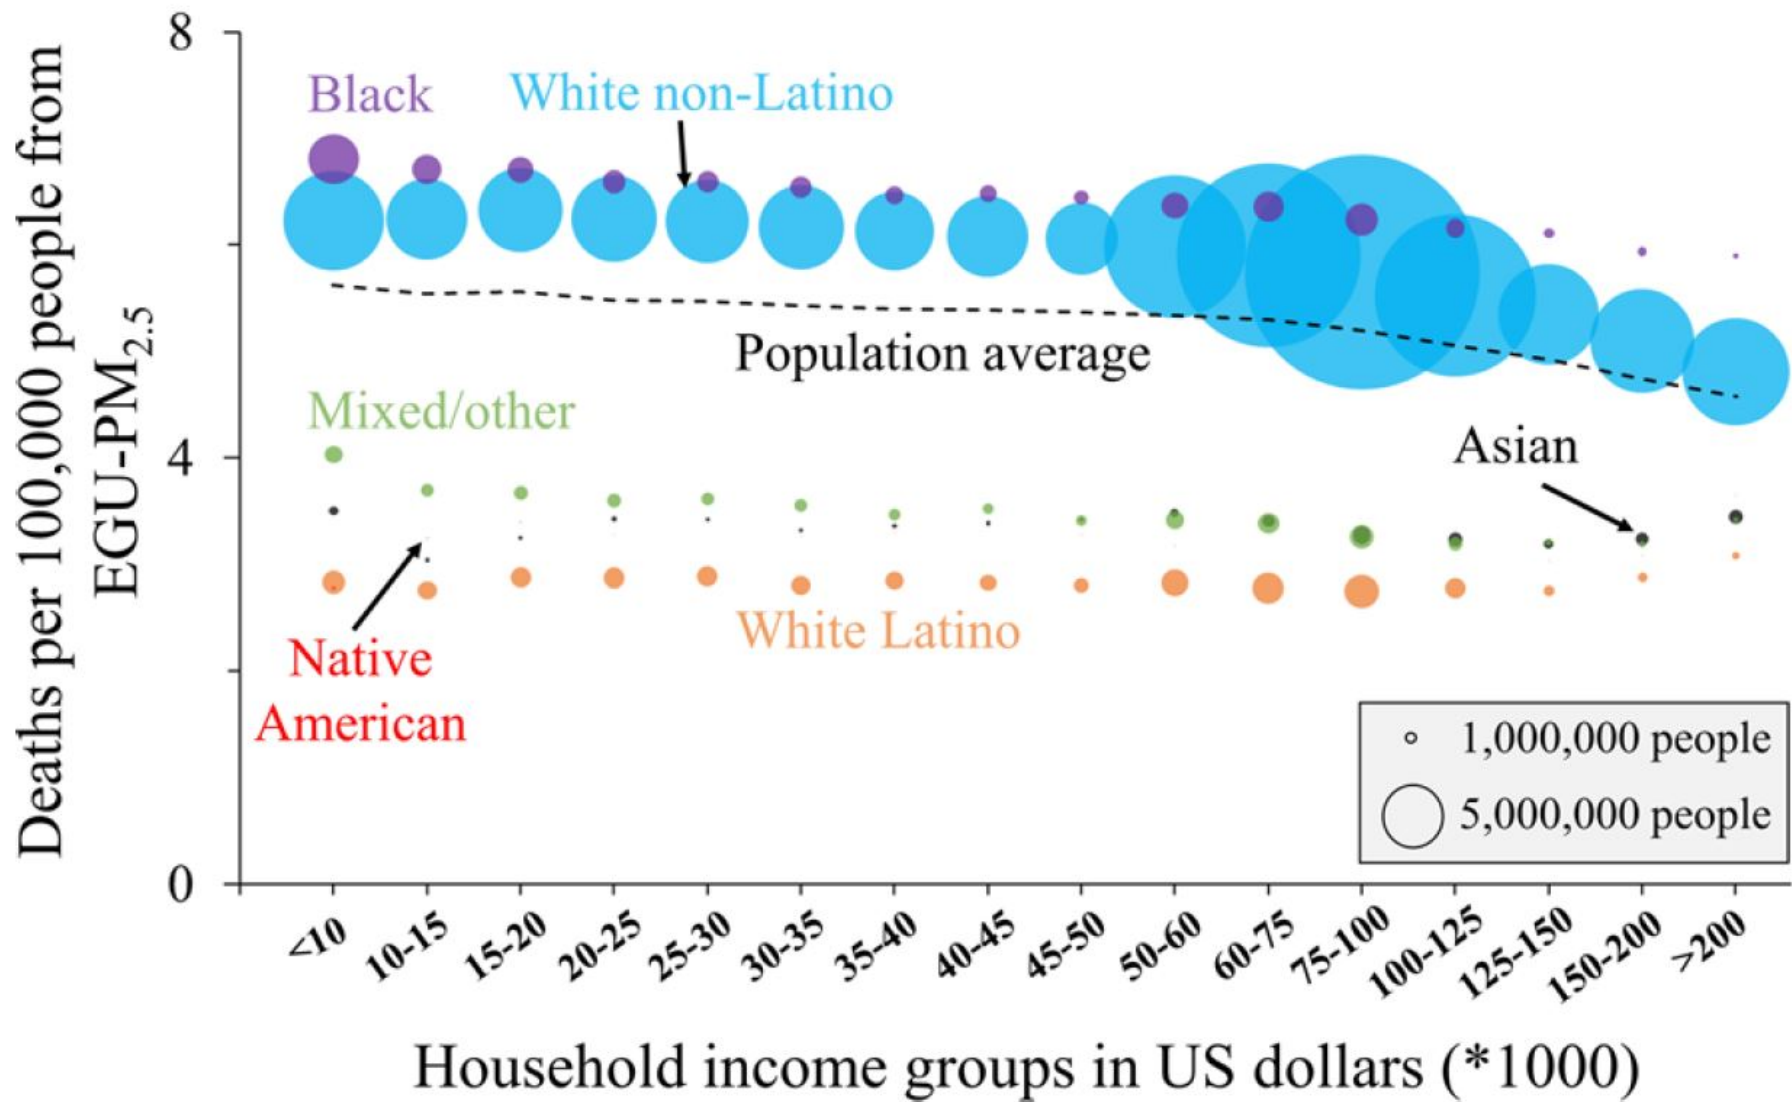 Deaths per 100,000 people from
EGU-PM2.5
8
4
0
Black
White non-Latino
Population average
Mixed/other
Asian
Native
American
White Latino
1,000,000 people
5,000,000 people
<10
10-15
15-20
20-25
25-30
30-35
35-40
40-45
45-50
50-60
60-75
75-100
100-125
125-150
150-200
>200
Household income groups in US dollars (*1000)